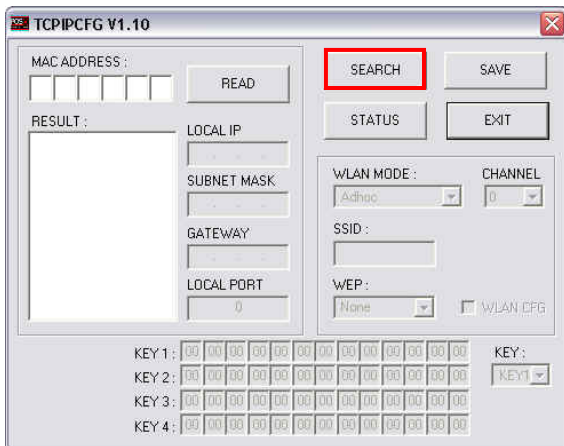 TCPIPCFG V1.10
MAC ADDRESS :
READ
SEARCH
SAVE
RESULT :
STATUS
EXIT
LOCAL IP
SUBNET MASK
GATEWAY
LOCAL PORT
0
WLAN MODE :
CHANNEL
Adhoc
0
SSID :
WEP :
None
WLAN CFG
KEY 1 : 00 00 00 00 00 00 00 00 00 00 00 00 00
KEY :
KEY 2 : 00 00 00 00 00 00 00 00 00 00 00 00 00
KEY1
KEY 3 : 00 00 00 00 00 00 00 00 00 00 00 00 00
KEY 4 : 00 00 00 00 00 00 00 00 00 00 00 00 00